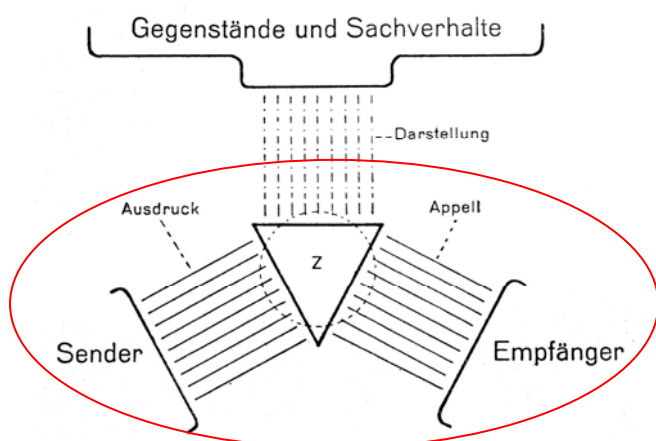 Gegenstände und Sachverhalte
Darstellung
Ausdruck
Appell
Z
Sender
Empfänger